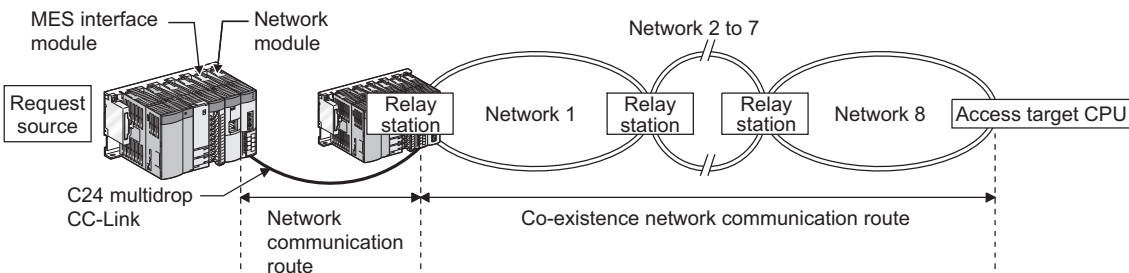 MES interface
module
Network
module
Network 2 to 7
Request
source
Relay
station
Network 1
Relay
station
Relay
station
Network 8
Access target CPU
C24 multidrop
CC-Link
Network
communication
route
Co-existence network communication route